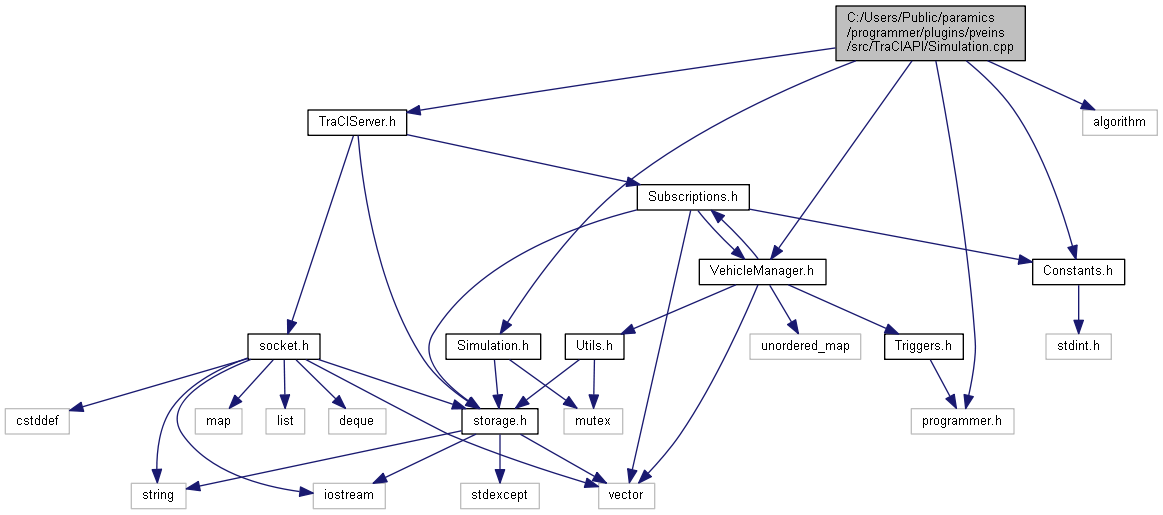 C:/Users/Public/paramics
/programmer/plugins/pveins
/src/TraCIAPI/Simulation.cpp
TraCIServer.h
algorithm
Subscriptions.h
VehicleManager.h
Constants.h
socket.h
Simulation.h
Utils.h
unordered_map
Triggers.h
stdint.h
cstddef
map
list
deque
storage.h
mutex
programmer.h
string
iostream
stdexcept
vector